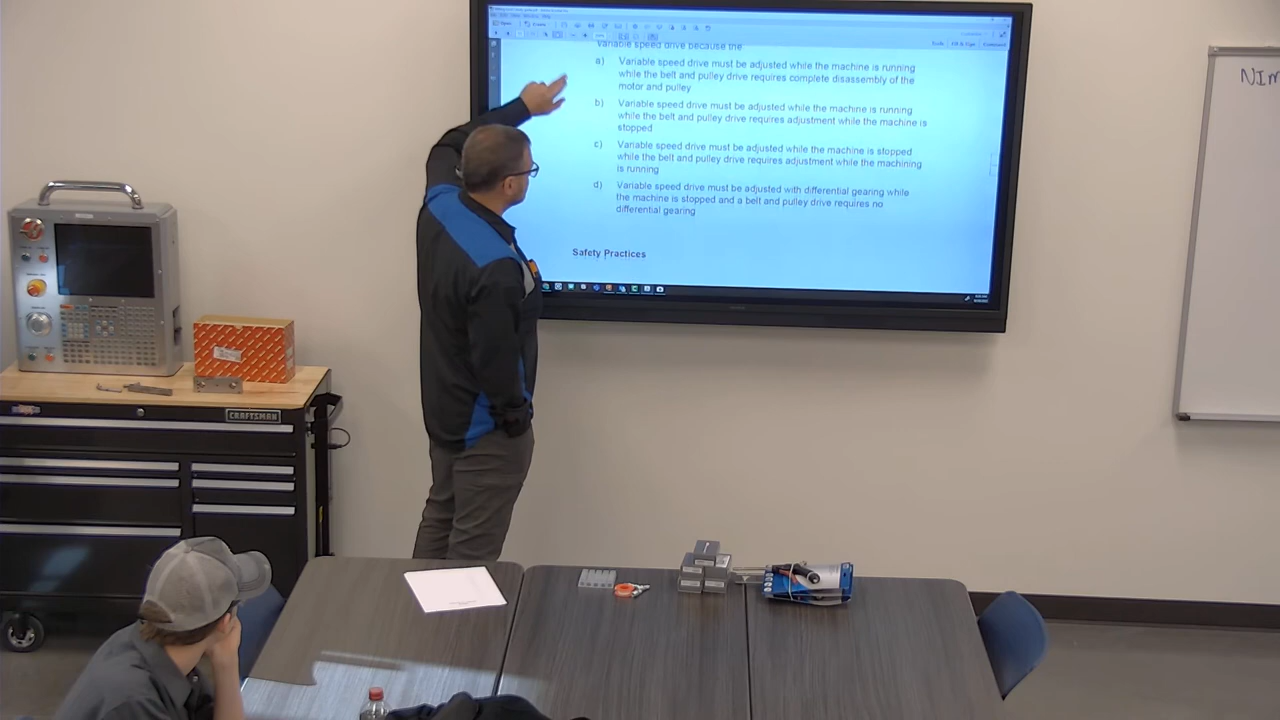 variable speed drive because the
a) Variable speed drive must be adjusted while the machine is running
while the belt and pulley drive requires complete disassembly of the
motor and pulley
b) Variable speed drive must be adjusted while the machine is running
while the belt and pulley drive requires adjustment while the machine is
stopped
c) Variable speed drive must be adjusted while the machine is stopped
while the belt and pulley drive requires adjustment while the machining
is running
d) Variable speed drive must be adjusted with differential gearing while
the machine is stopped and a belt and pulley drive requires no
differential gearing
Safety Practices
CRAFTSMAN